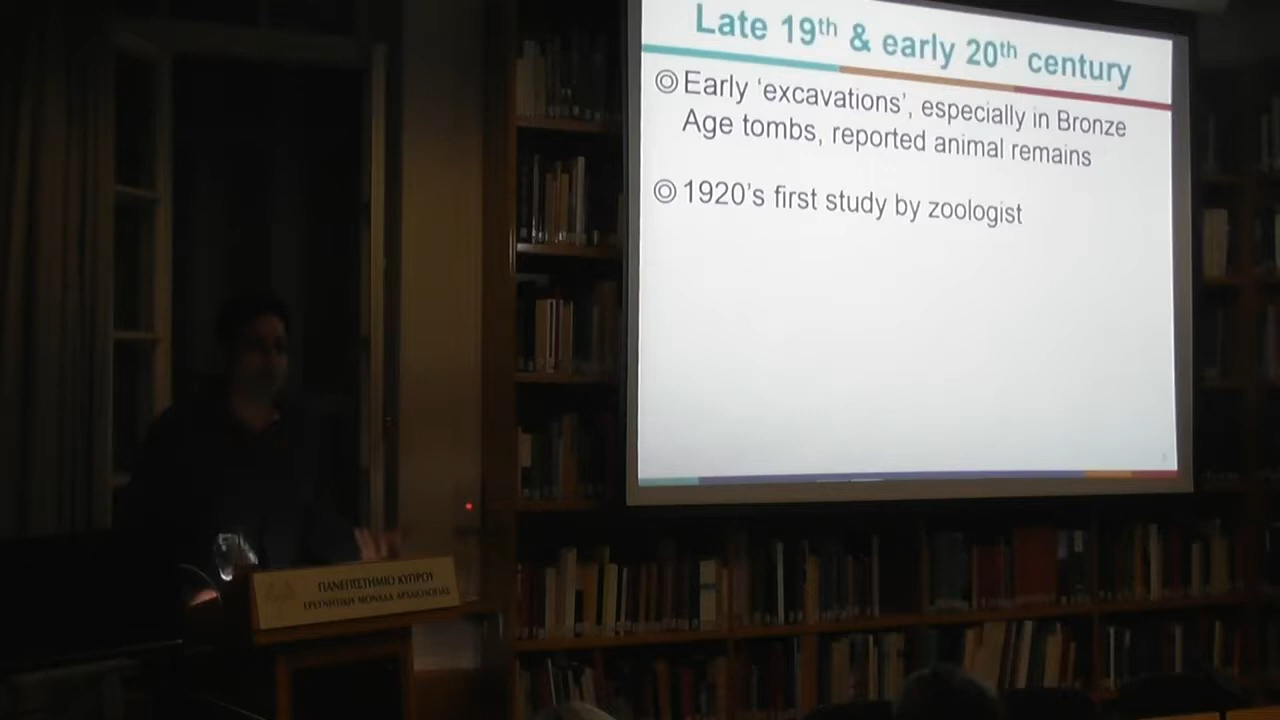 Late 19th & early 20th century
◎ Early ‘excavations’, especially in Bronze
Age tombs, reported animal remains
◎ 1920’s first study by zoologist
ΠΑΝΕΠΙΣΤΗΜΙΟ ΚΥΠΡΟΥ
ΕΡΕΥΝΗΤΙΚΗ ΜΟΝΑΔΑ ΑΡΧΑΙΟΛΟΓΙΑΣ